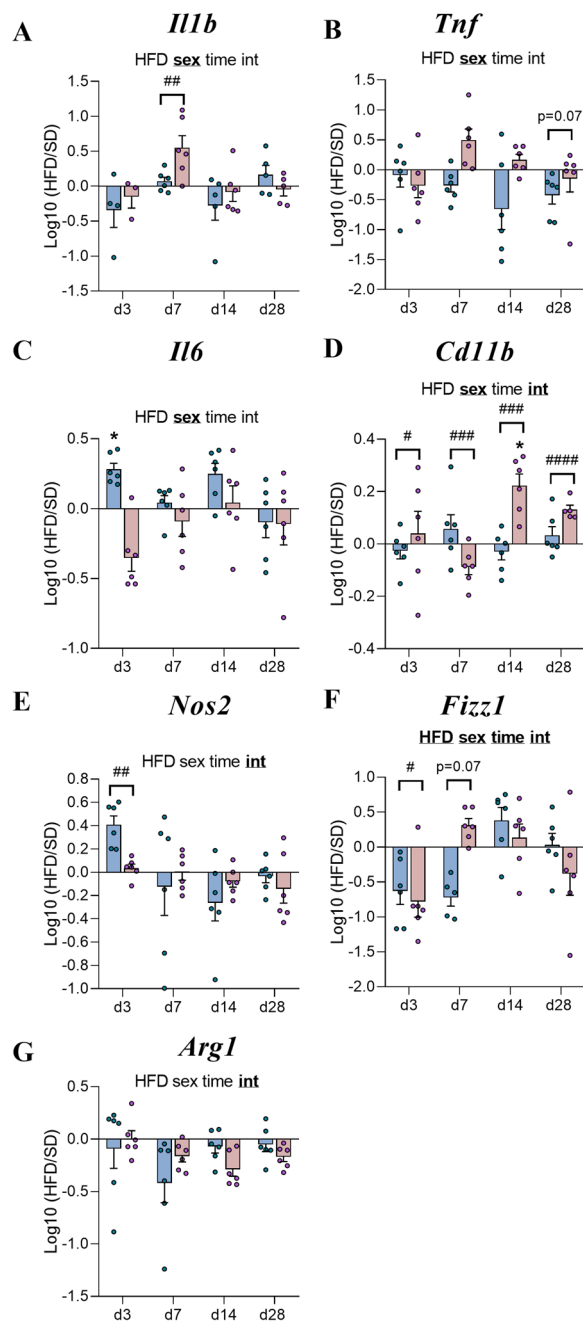 A
Il1b
HFD sex time int
##
Log10 (HFD/SD)
1.5
1.0
0.5
0.0
-0.5
-1.0
-1.5
d3 d7 d14 d28
B
Tnf
HFD sex time int
p=0.07
Log10 (HFD/SD)
1.5
1.0
0.5
0.0
-0.5
-1.0
-1.5
-2.0
d3 d7 d14 d28
C
Il6
HFD sex time int
*
Log10 (HFD/SD)
0.5
0.0
-0.5
-1.0
d3 d7 d14 d28
D
Cd11b
HFD sex time int
# ### ### * ####
Log10 (HFD/SD)
0.4
0.2
0.0
-0.2
-0.4
d3 d7 d14 d28
E
Nos2
HFD sex time int
##
Log10 (HFD/SD)
0.8
0.6
0.4
0.2
0.0
-0.2
-0.4
-0.6
-0.8
-1.0
d3 d7 d14 d28
F
Fizz1
HFD sex time int
# p=0.07
Log10 (HFD/SD)
1.0
0.5
0.0
-0.5
-1.0
-1.5
-2.0
d3 d7 d14 d28
G
Arg1
HFD sex time int
Log10 (HFD/SD)
0.5
0.0
-0.5
-1.0
-1.5
d3 d7 d14 d28